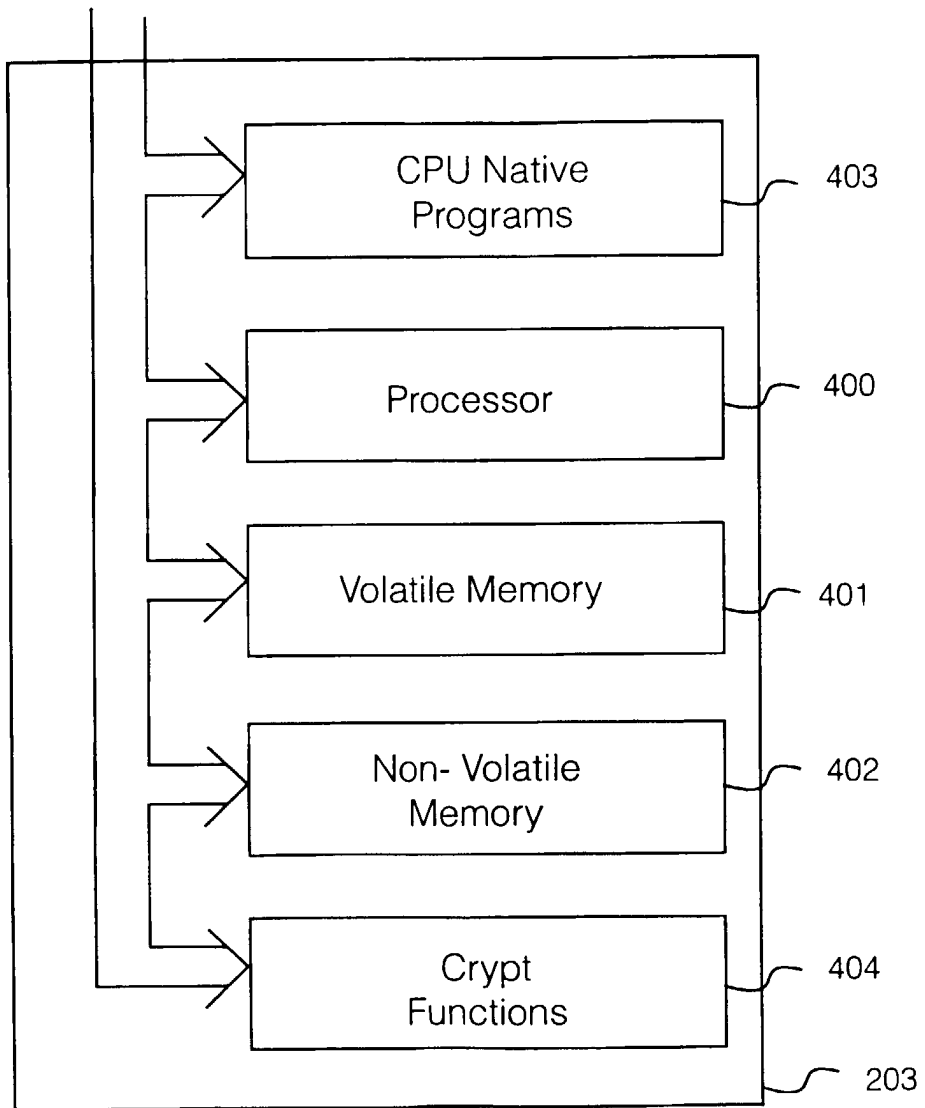 CPU Native
Programs
403
Processor
400
Volatile Memory
401
Non- Volatile
Memory
402
Crypt
Functions
404
203